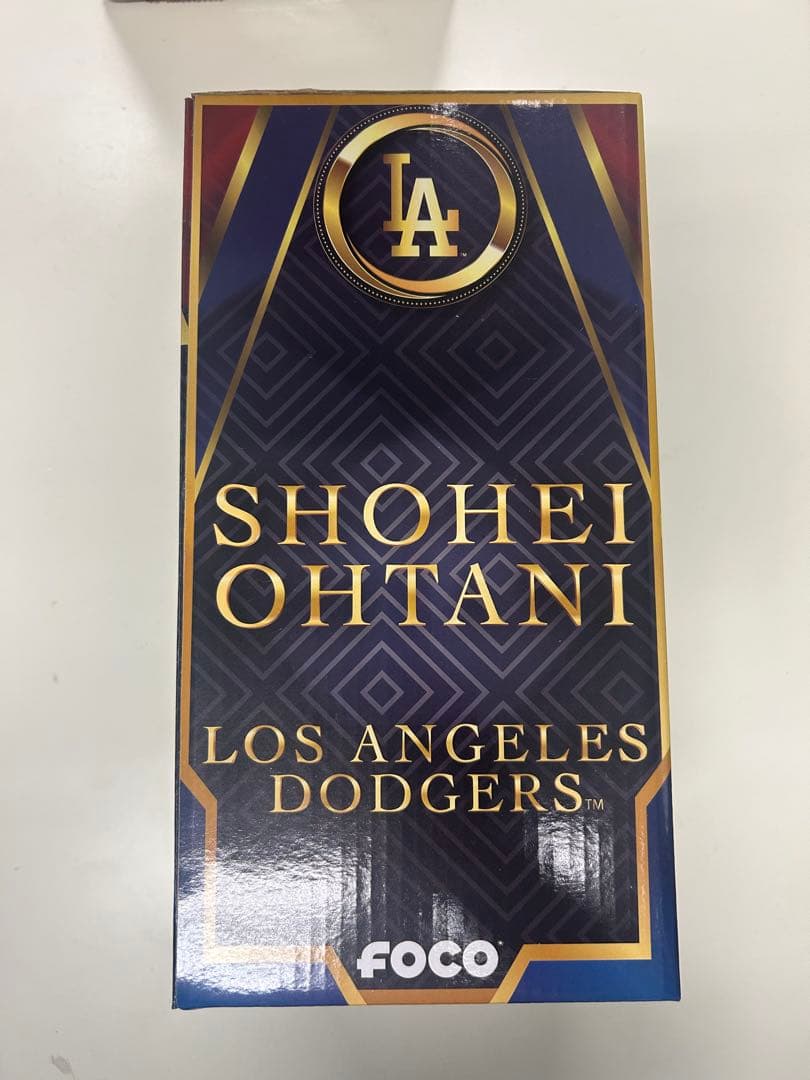 LA
SHOHEI
OHTANI
LOS ANGELES
DODGERS™
FOCO